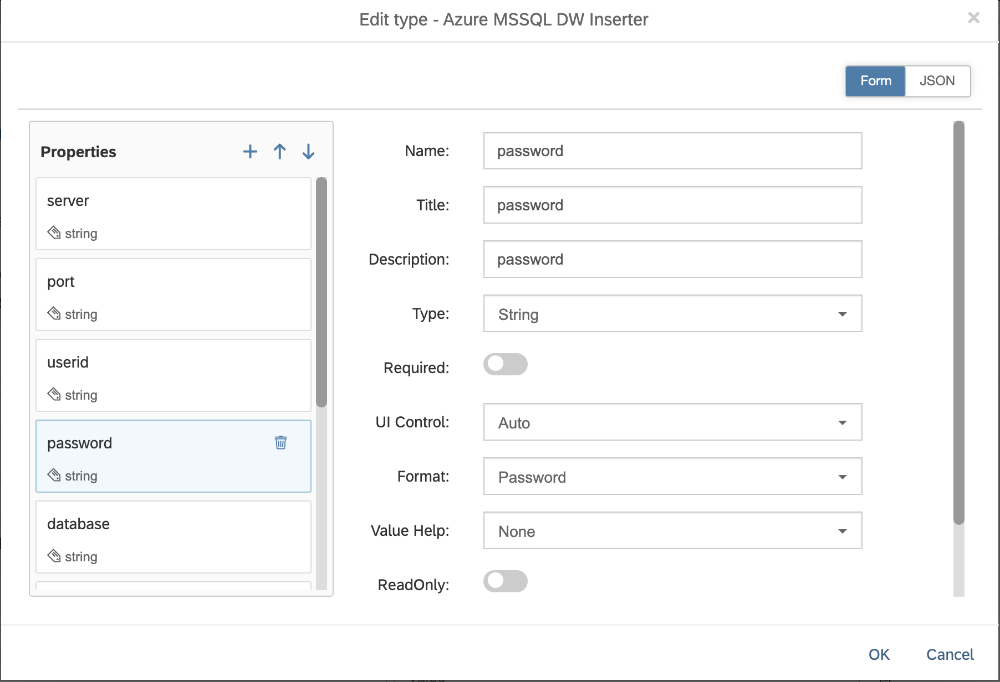 Edit type - Azure MSSQL DW Inserter
Form JSON
Properties
server
string
port
string
userid
string
password
string
database
string
Name: password
Title: password
Description: password
Type: String
Required:
UI Control: Auto
Format: Password
Value Help: None
ReadOnly:
OK Cancel